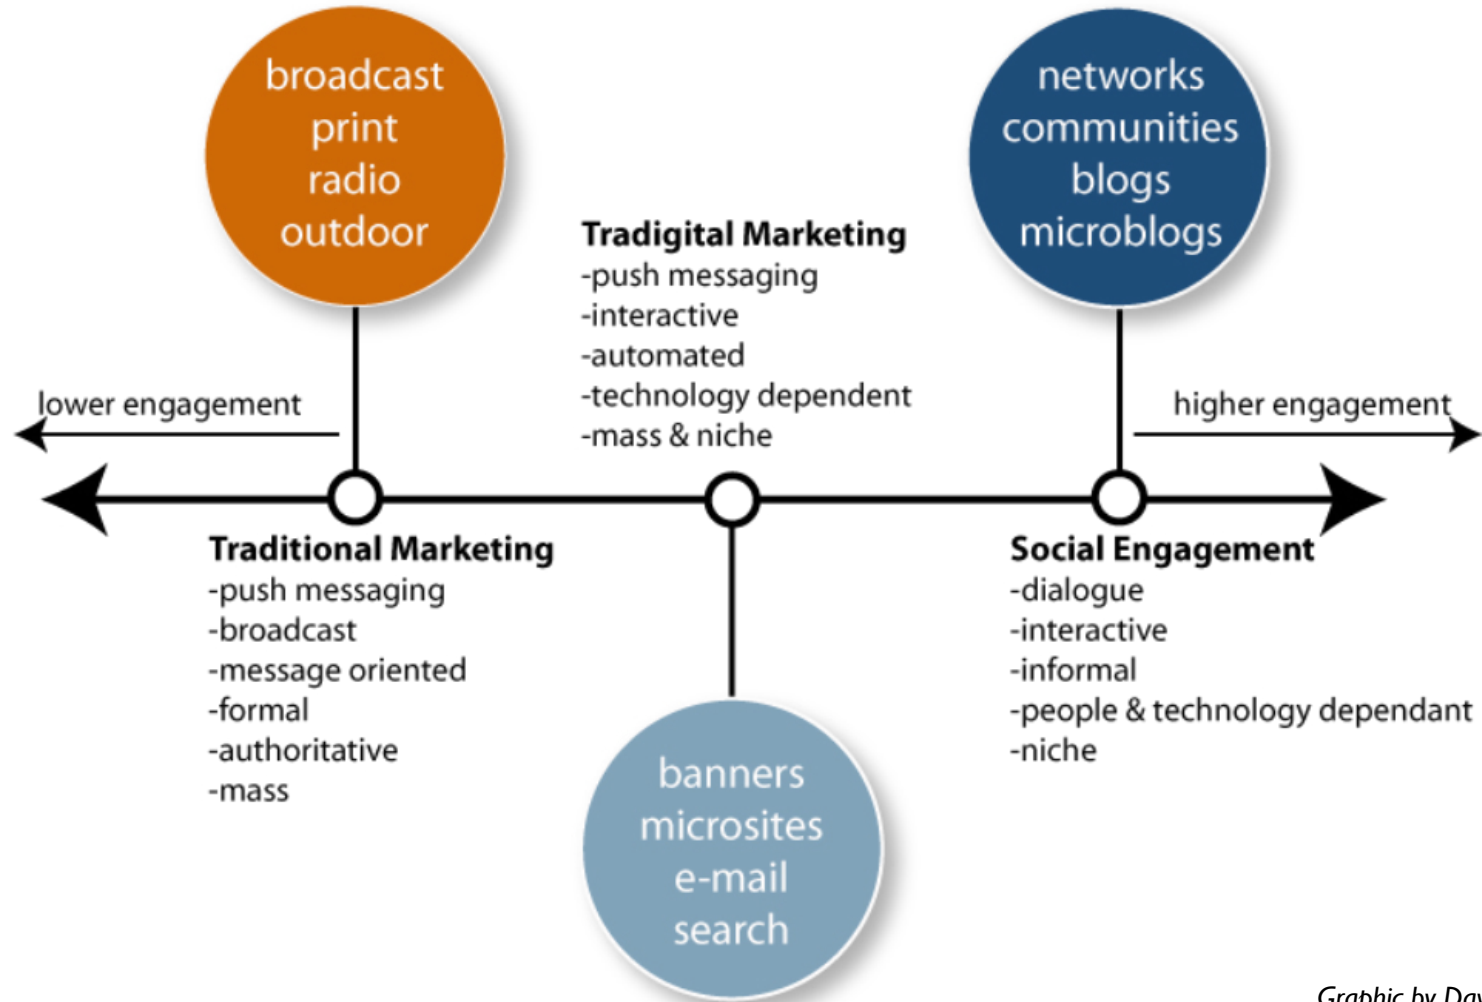 broadcast
print
radio
outdoor
networks
communities
blogs
microblogs
Tradigital Marketing
-push messaging
-interactive
-automated
-technology dependent
-mass & niche
lower engagement
higher engagement
Traditional Marketing
-push messaging
-broadcast
-message oriented
-formal
-authoritative
-mass
Social Engagement
-dialogue
-interactive
-informal
-people & technology dependant
-niche
banners
microsites
e-mail
search
Graphic by